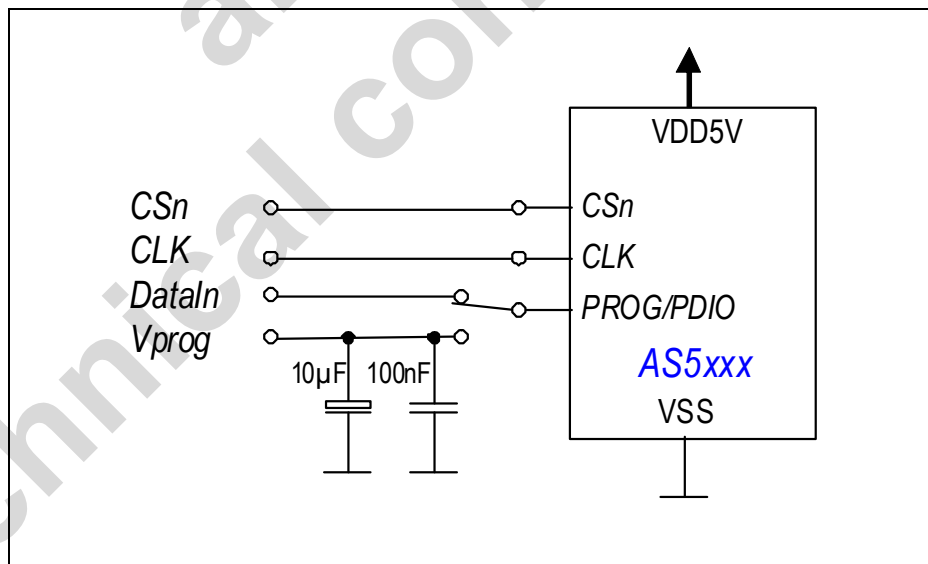 VDD5V
CSn
CSn
CLK
CLK
DataIn
PROG/PDIO
Vprog
10µF
100nF
AS5xxx
VSS